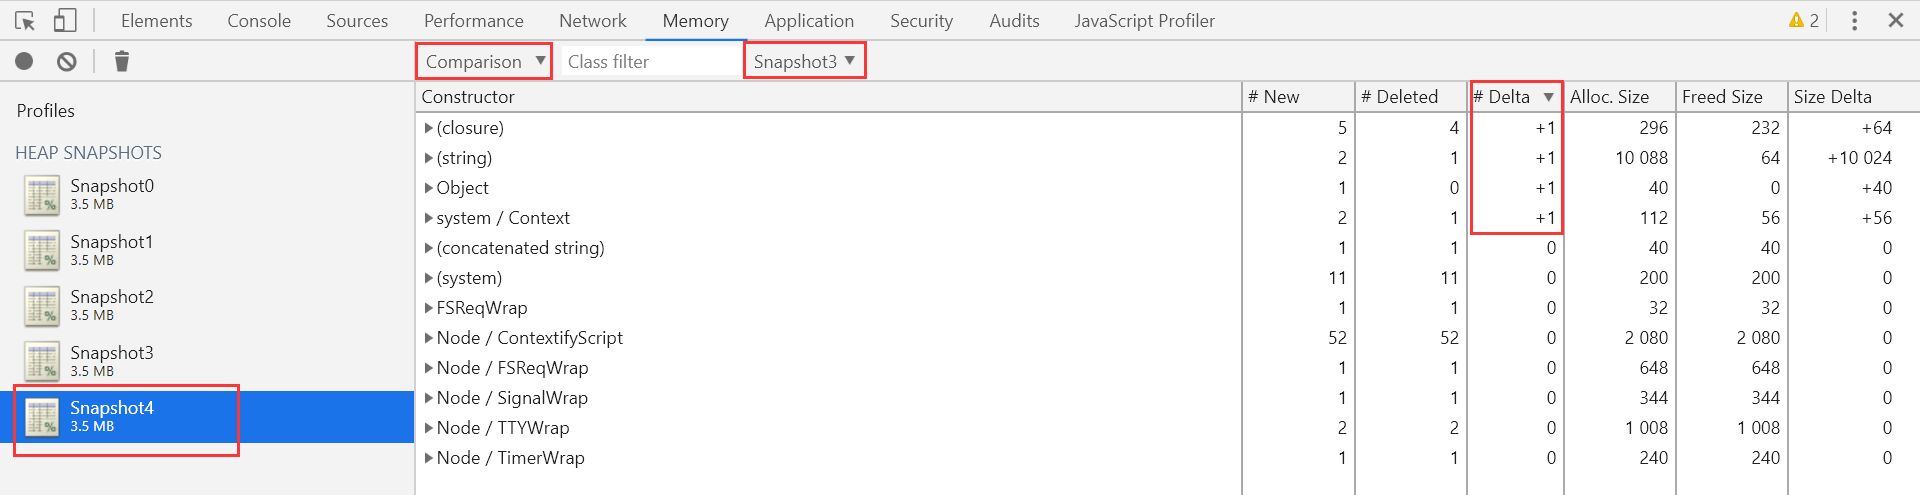 Elements Console Sources Performance Network Memory Application Security Audits JavaScript Profiler 2
Comparison Class filter Snapshot3
Profiles
HEAP SNAPSHOTS
Snapshot0
3.5 MB
Snapshot1
3.5 MB
Snapshot2
3.5 MB
Snapshot3
3.5 MB
Snapshot4
3.5 MB
Constructor # New # Deleted # Delta Alloc. Size Freed Size Size Delta
(closure) 5 4 +1 296 232 +64
(string) 2 1 +1 10 088 64 +10 024
Object 1 0 +1 40 0 +40
system / Context 2 1 +1 112 56 +56
(concatenated string) 1 1 0 40 40 0
(system) 11 11 0 200 200 0
FSReqWrap 1 1 0 32 32 0
Node / ContextifyScript 52 52 0 2 080 2 080 0
Node / FSReqWrap 1 1 0 648 648 0
Node / SignalWrap 1 1 0 344 344 0
Node / TTYWrap 2 2 0 1 008 1 008 0
Node / TimerWrap 1 1 0 240 240 0